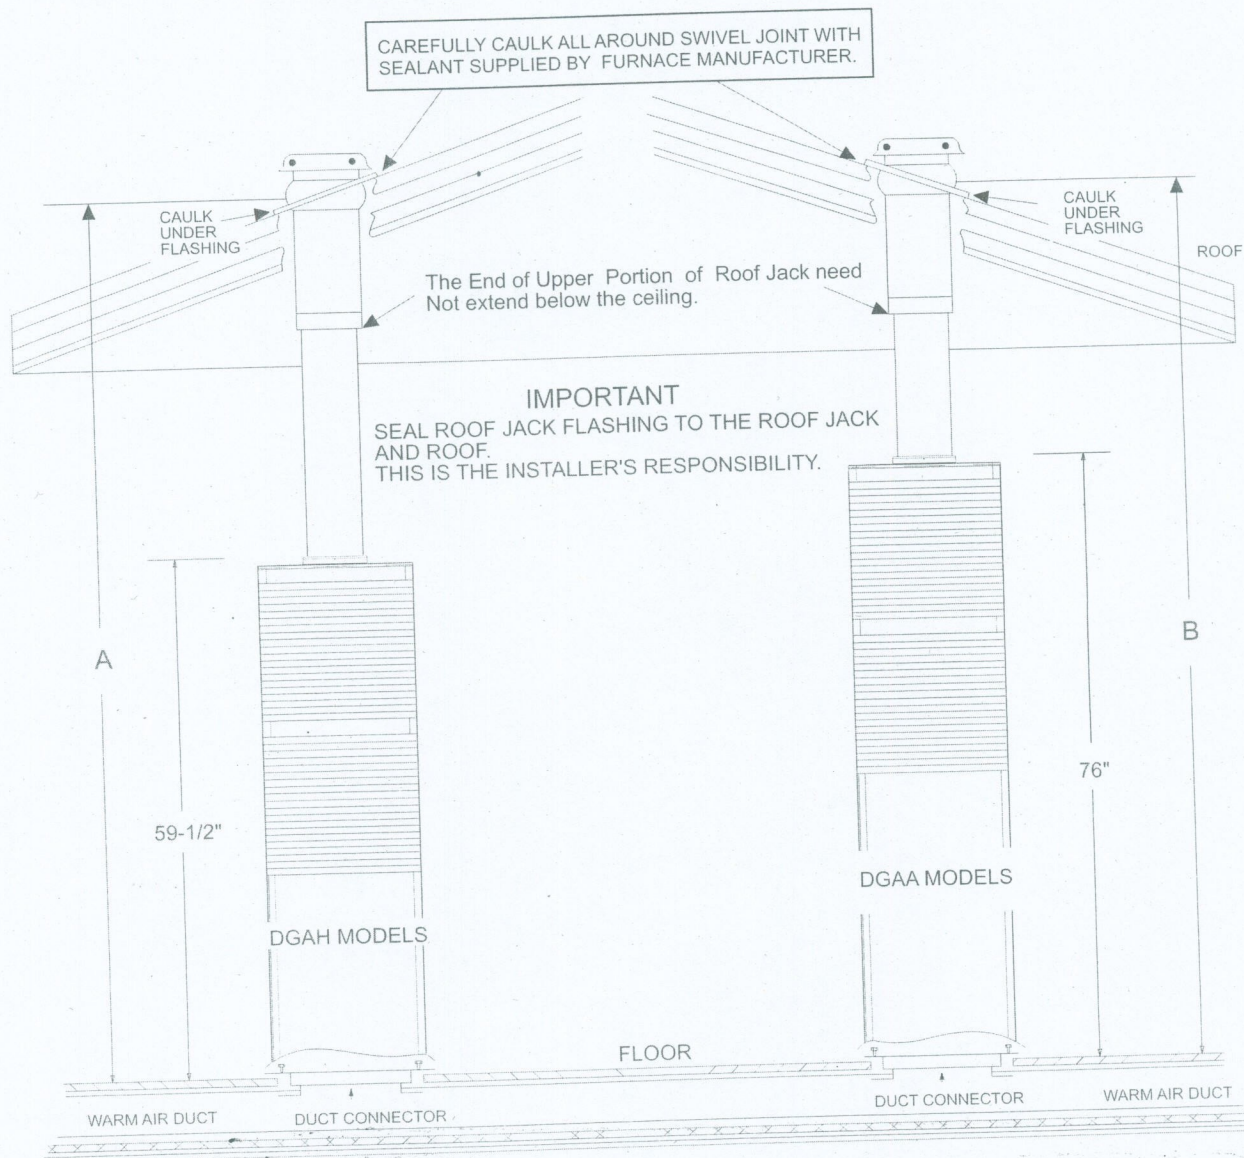 CAREFULLY CAULK ALL AROUND SWIVEL JOINT WITH
SEALANT SUPPLIED BY FURNACE MANUFACTURER.
CAULK
UNDER
FLASHING
CAULK
UNDER
FLASHING
ROOF
The End of Upper Portion of Roof Jack need
Not extend below the ceiling.
IMPORTANT
SEAL ROOF JACK FLASHING TO THE ROOF JACK
AND ROOF.
THIS IS THE INSTALLER'S RESPONSIBILITY.
A
B
59-1/2"
76"
DGAH MODELS
DGAA MODELS
FLOOR
WARM AIR DUCT
DUCT CONNECTOR
DUCT CONNECTOR
WARM AIR DUCT